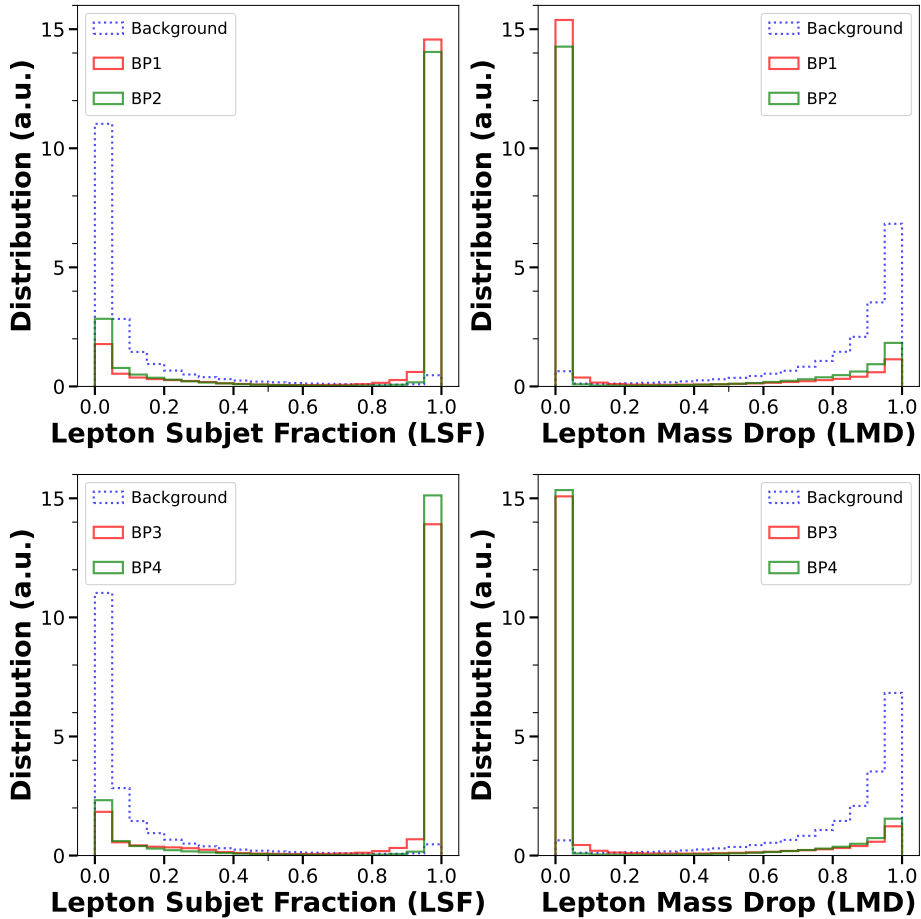 Distribution (a.u.)
15
10
5
0
Background
BP1
BP2
0.0 0.2 0.4 0.6 0.8 1.0
Lepton Subjet Fraction (LSF)
Distribution (a.u.)
15
10
5
0
Background
BP1
BP2
0.0 0.2 0.4 0.6 0.8 1.0
Lepton Mass Drop (LMD)
Distribution (a.u.)
15
10
5
0
Background
BP3
BP4
0.0 0.2 0.4 0.6 0.8 1.0
Lepton Subjet Fraction (LSF)
Distribution (a.u.)
15
10
5
0
Background
BP3
BP4
0.0 0.2 0.4 0.6 0.8 1.0
Lepton Mass Drop (LMD)